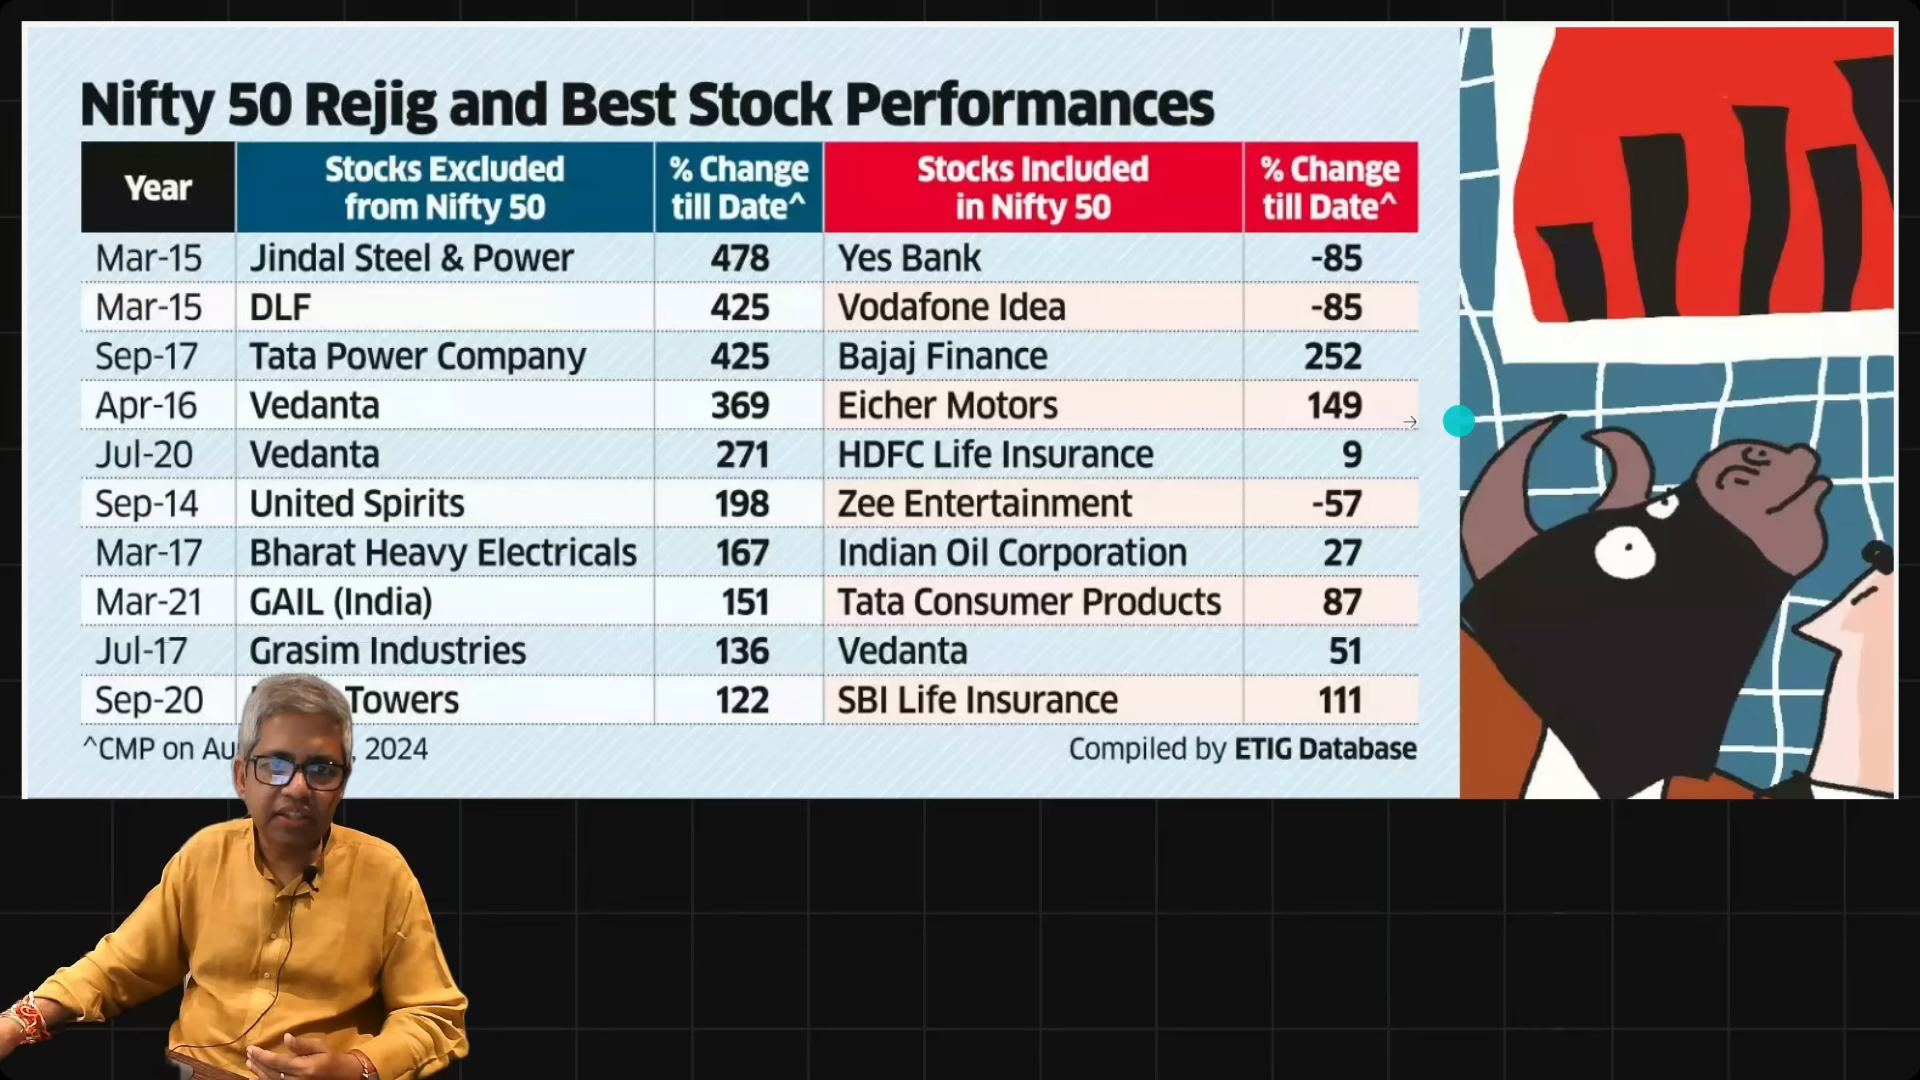 Nifty 50 Rejig and Best Stock Performances
Year Stocks Excluded from Nifty 50 % Change till Date^ Stocks Included in Nifty 50 % Change till Date^
Mar-15 Jindal Steel & Power 478 Yes Bank -85
Mar-15 DLF 425 Vodafone Idea -85
Sep-17 Tata Power Company 425 Bajaj Finance 252
Apr-16 Vedanta 369 Eicher Motors 149
Jul-20 Vedanta 271 HDFC Life Insurance 9
Sep-14 United Spirits 198 Zee Entertainment -57
Mar-17 Bharat Heavy Electricals 167 Indian Oil Corporation 27
Mar-21 GAIL (India) 151 Tata Consumer Products 87
Jul-17 Grasim Industries 136 Vedanta 51
Sep-20 Towers 122 SBI Life Insurance 111
^CMP on 2024 Compiled by ETIG Database